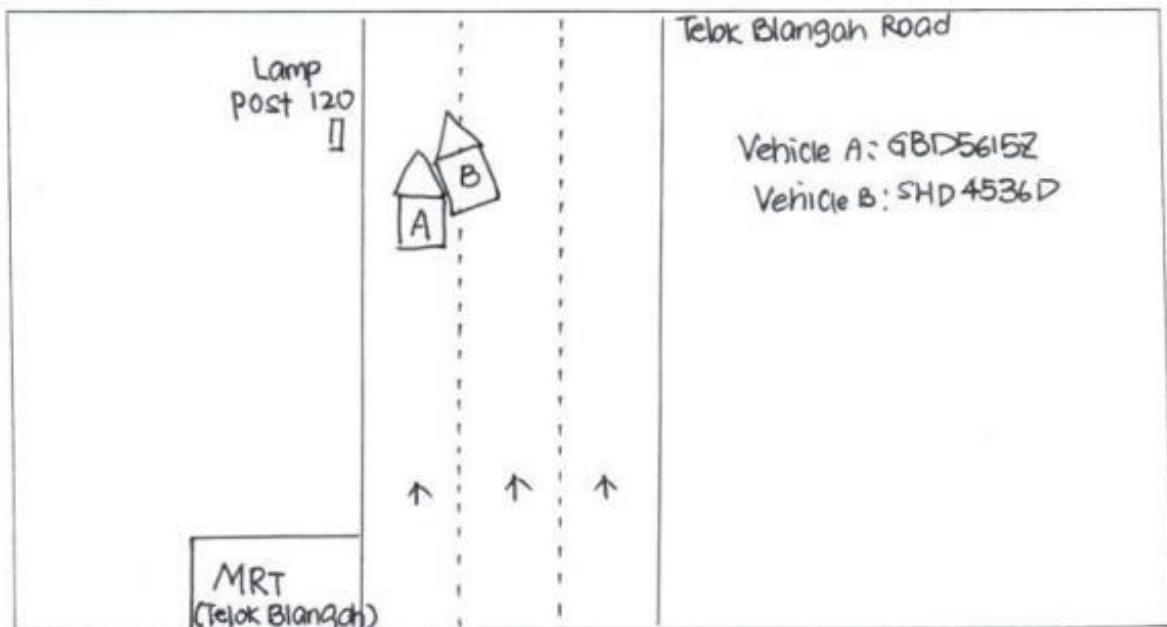 Telok Blangah Road
Lamp
post 120
Vehicle A: GBD5615Z
Vehicle B: SHD4536D
B
A
MRT
(Telok Blangah)